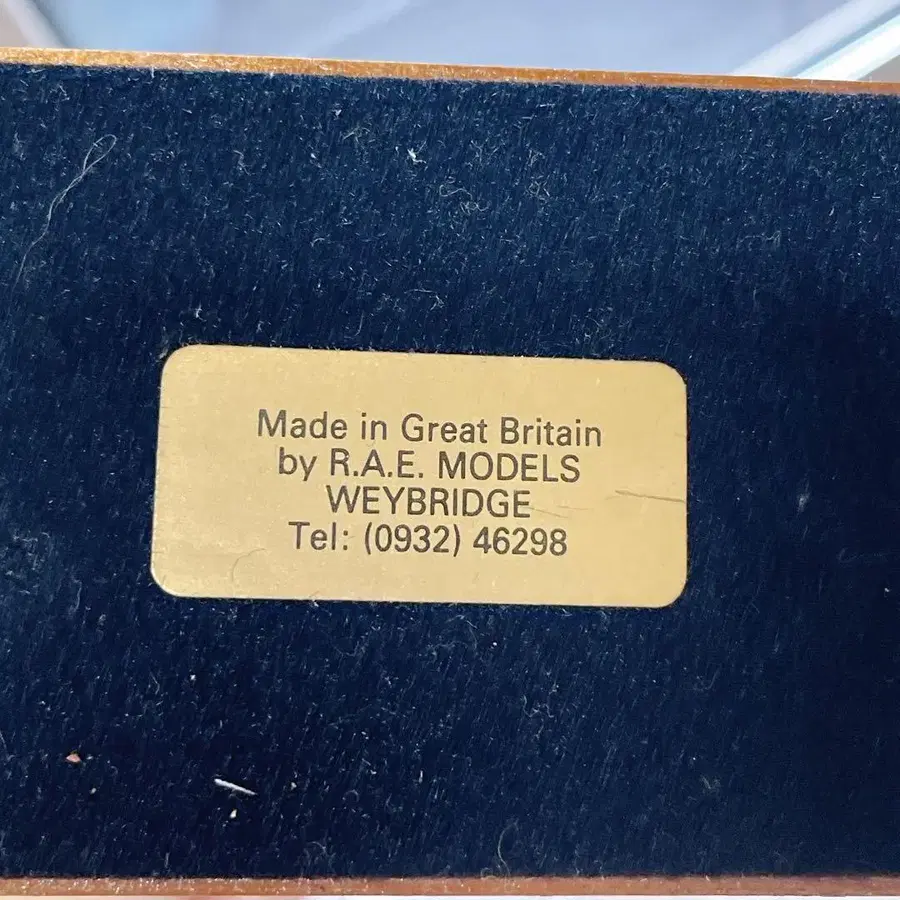 Made in Great Britain
by R.A.E. MODELS
WEYBRIDGE
Tel: (0932) 46298